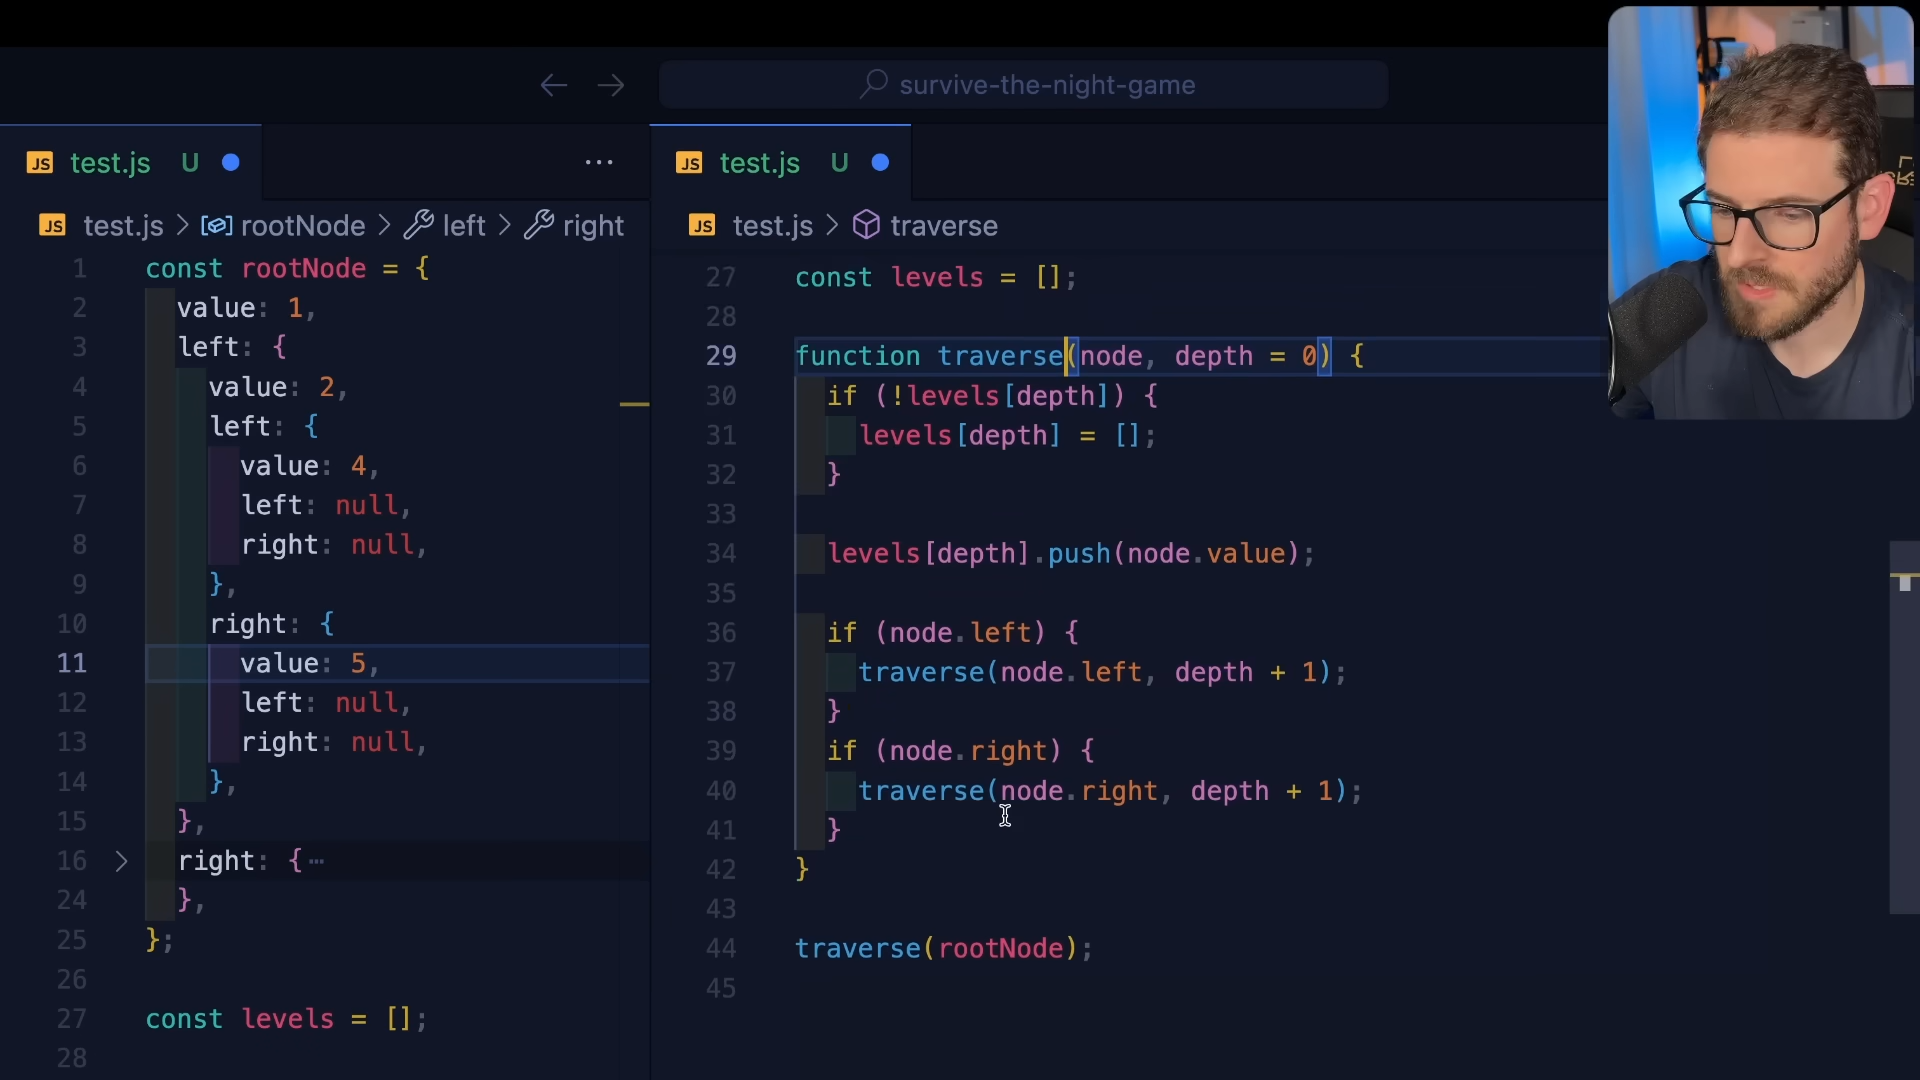 survive-the-night-game
JS test.js U
JS test.js > rootNode > left > right
1 const rootNode = {
2 value: 1,
3 left: {
4 value: 2,
5 left: {
6 value: 4,
7 left: null,
8 right: null,
9 },
10 right: {
11 value: 5,
12 left: null,
13 right: null,
14 },
15 },
16 right: {⋯
24 },
25 };
26
27 const levels = [];
28
JS test.js U
JS test.js > traverse
27 const levels = [];
28
29 function traverse(node, depth = 0) {
30 if (!levels[depth]) {
31 levels[depth] = [];
32 }
33
34 levels[depth].push(node.value);
35
36 if (node.left) {
37 traverse(node.left, depth + 1);
38 }
39 if (node.right) {
40 traverse(node.right, depth + 1);
41 }
42 }
43
44 traverse(rootNode);
45